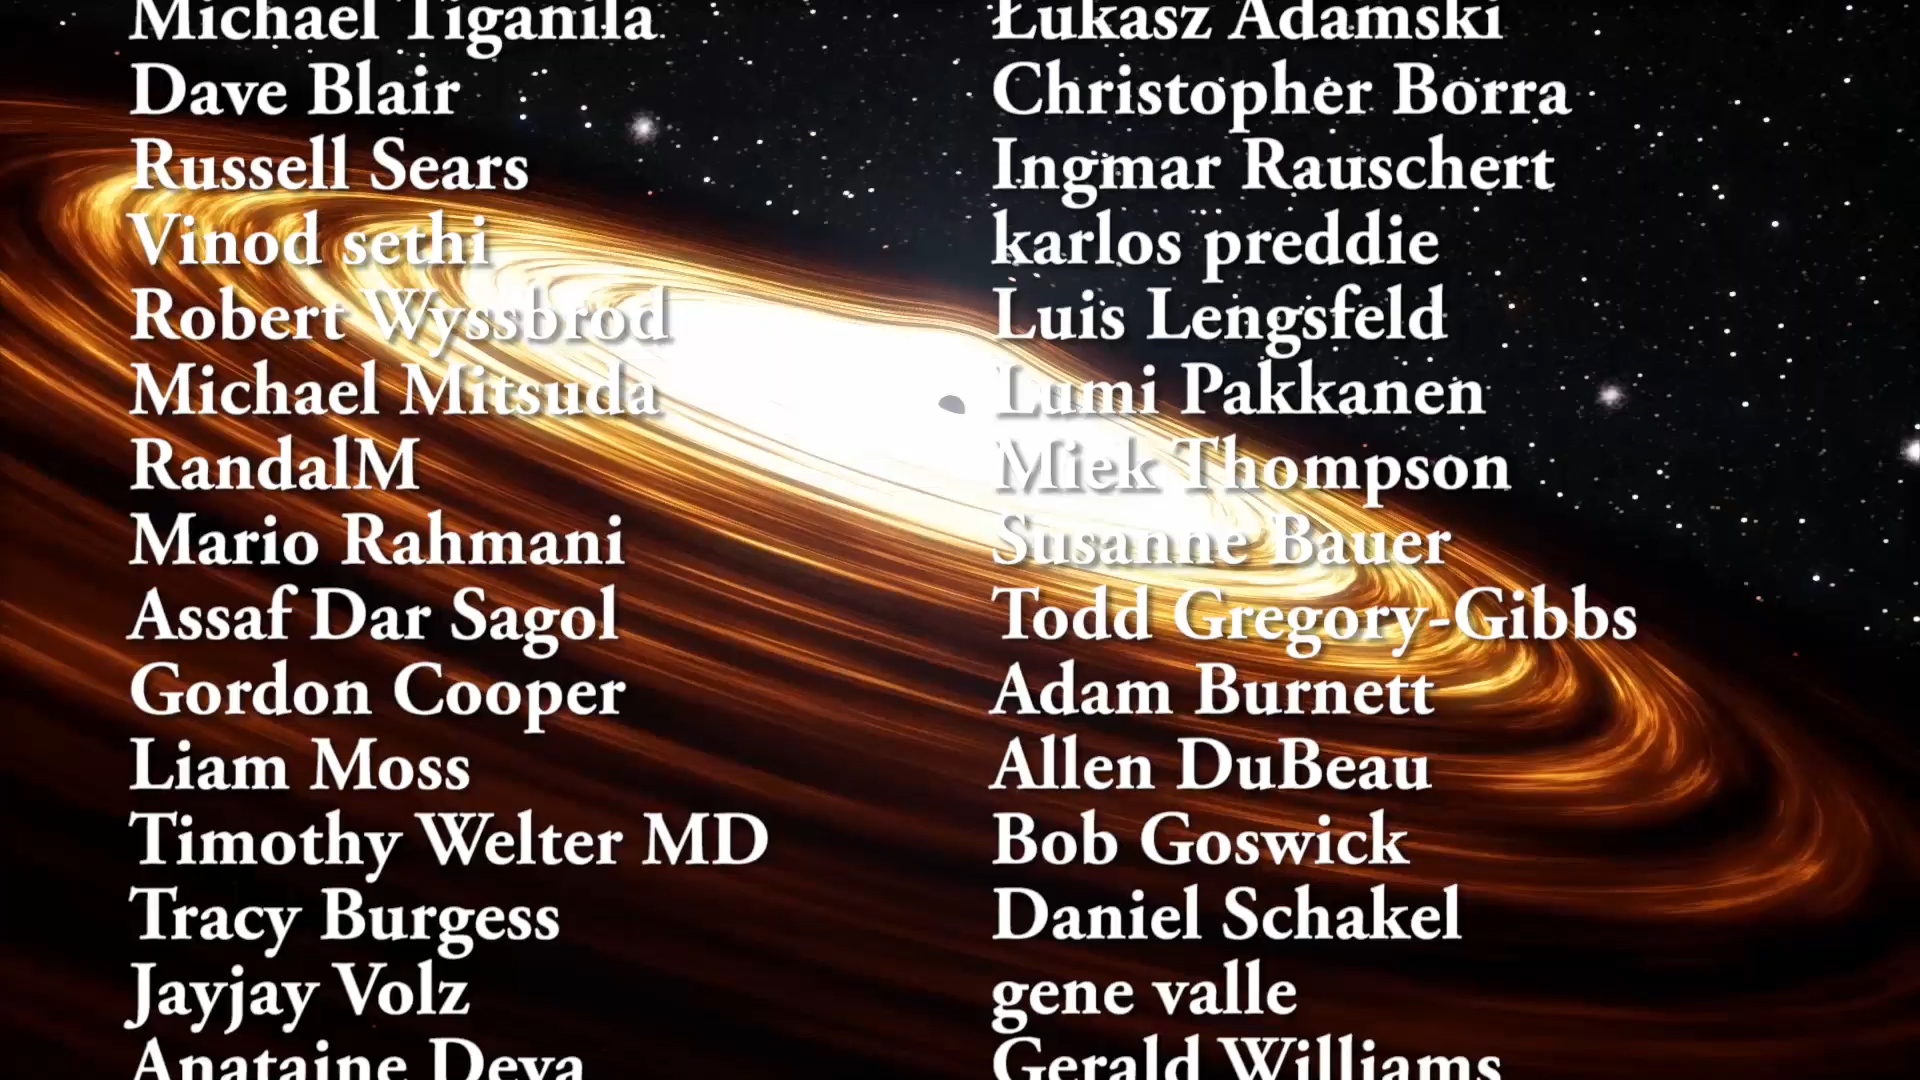 Michael Tiganila
Dave Blair
Russell Sears
Vinod sethi
Robert Wyssbrod
Michael Mitsuda
RandalM
Mario Rahmani
Assaf Dar Sagol
Gordon Cooper
Liam Moss
Timothy Welter MD
Tracy Burgess
Jayjay Volz
Anataine Deva
Łukasz Adamski
Christopher Borra
Ingmar Rauschert
karlos preddie
Luis Lengsfeld
Lumi Pakkanen
Miek Thompson
Susanne Bauer
Todd Gregory-Gibbs
Adam Burnett
Allen DuBeau
Bob Goswick
Daniel Schakel
gene valle
Gerald Williams